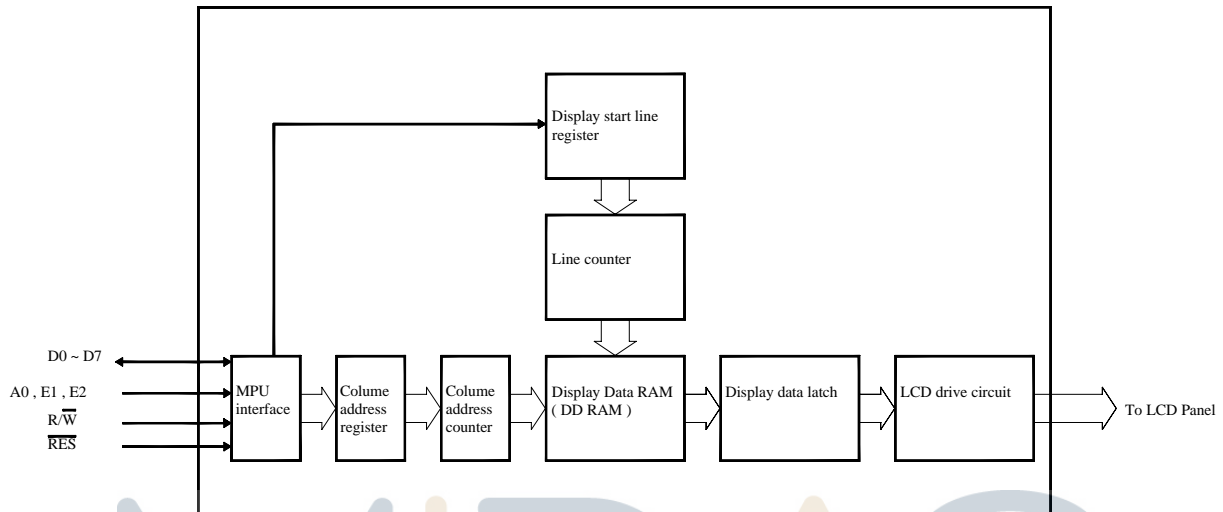 Display start line
register
Line counter
D0 ~ D7
A0 , E1 , E2
R/W̅
R̅E̅S̅
MPU
interface
Colume
address
register
Colume
address
counter
Display Data RAM
( DD RAM )
Display data latch
LCD drive circuit
To LCD Panel